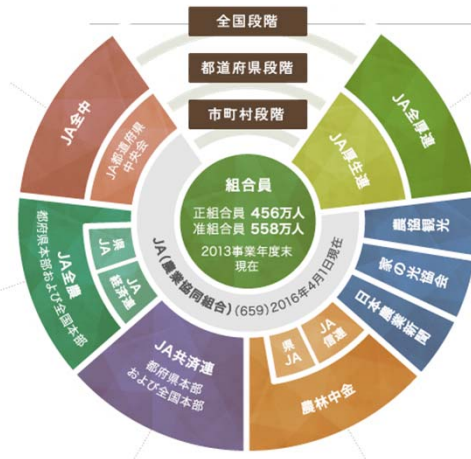 全国段階
都道府県段階
市町村段階
組合員
正組合員 456万人
准組合員 558万人
2013事業年度末
現在
JA(農業協同組合)(659)2016年4月1日現在
JA全中
JA都道府県
中央会
JA全農
都府県本部および全国本部
県
JA
JA
経済連
JA共済連
都府県本部
および全国本部
農林中金
県
JA
JA
信連
日本農業新聞
家の光協会
農協観光
JA厚生連
JA全厚連